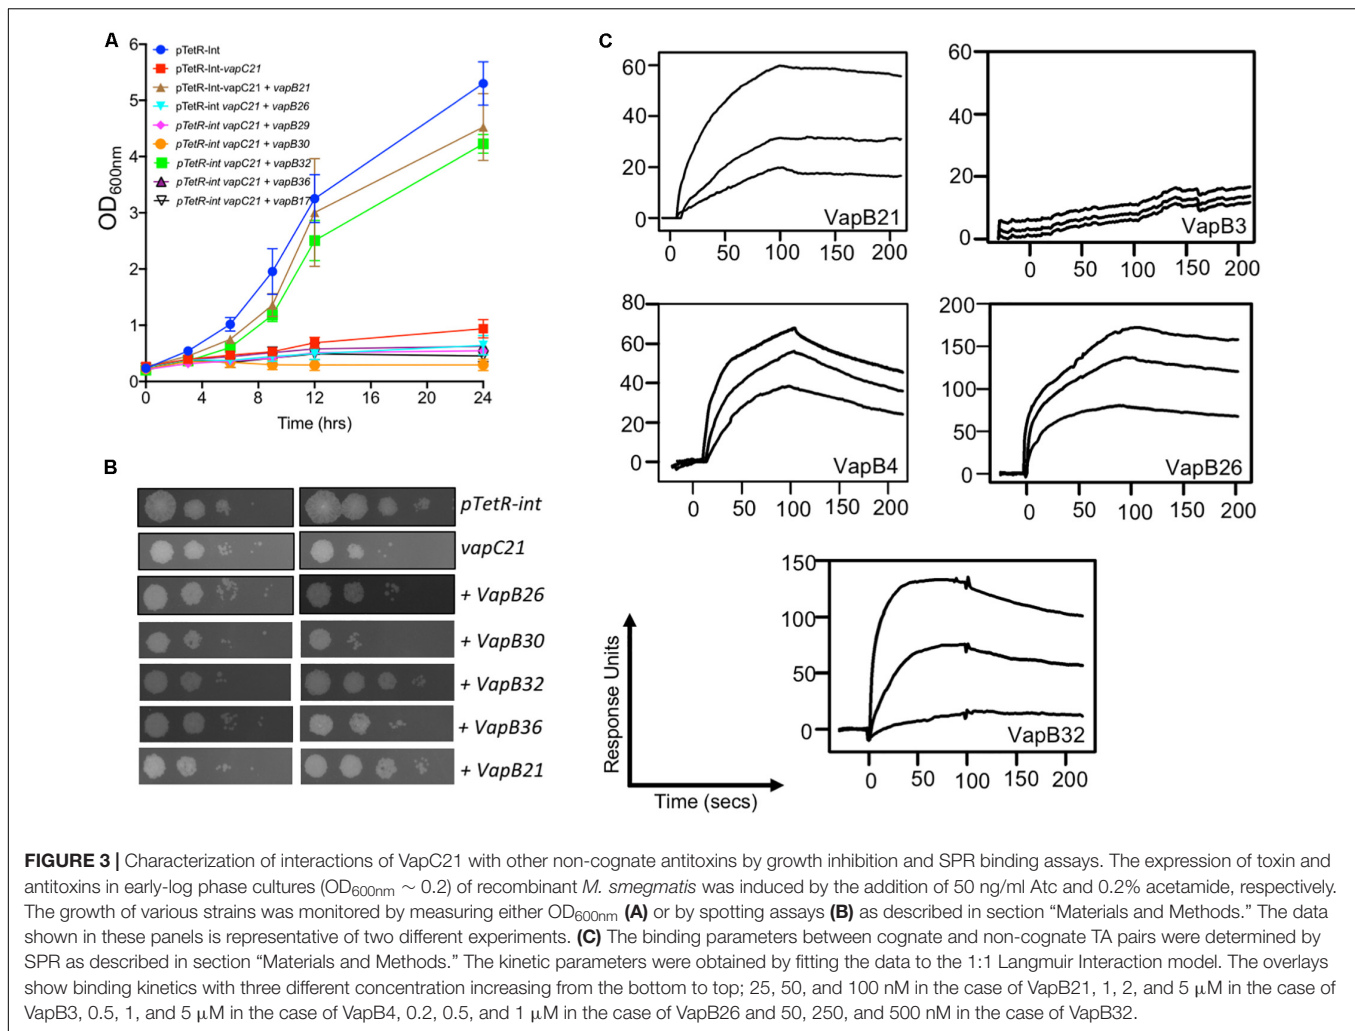 A
6
5
4
3
2
1
0
OD600nm
0 4 8 12 16 20 24
Time (hrs)
pTetR-Int
pTetR-Int-vapC21
pTetR-Int-vapC21 + vapB21
pTetR-int vapC21 + vapB26
pTetR-int vapC21 + vapB29
pTetR-int vapC21 + vapB30
pTetR-int vapC21 + vapB32
pTetR-int vapC21 + vapB36
pTetR-int vapC21 + vapB17
B
pTetR-int
vapC21
+ VapB26
+ VapB30
+ VapB32
+ VapB36
+ VapB21
C
60
40
20
0
VapB21
0 50 100 150 200
60
40
20
0
VapB3
0 50 100 150 200
80
60
40
20
0
VapB4
0 50 100 150 200
200
150
100
50
0
VapB26
0 50 100 150 200
150
100
50
0
VapB32
0 50 100 150 200
Response Units
Time (secs)
FIGURE 3 | Characterization of interactions of VapC21 with other non-cognate antitoxins by growth inhibition and SPR binding assays. The expression of toxin and
antitoxins in early-log phase cultures (OD600nm ∼ 0.2) of recombinant M. smegmatis was induced by the addition of 50 ng/ml Atc and 0.2% acetamide, respectively.
The growth of various strains was monitored by measuring either OD600nm (A) or by spotting assays (B) as described in section “Materials and Methods.” The data
shown in these panels is representative of two different experiments. (C) The binding parameters between cognate and non-cognate TA pairs were determined by
SPR as described in section “Materials and Methods.” The kinetic parameters were obtained by fitting the data to the 1:1 Langmuir Interaction model. The overlays
show binding kinetics with three different concentration increasing from the bottom to top; 25, 50, and 100 nM in the case of VapB21, 1, 2, and 5 μM in the case of
VapB3, 0.5, 1, and 5 μM in the case of VapB4, 0.2, 0.5, and 1 μM in the case of VapB26 and 50, 250, and 500 nM in the case of VapB32.